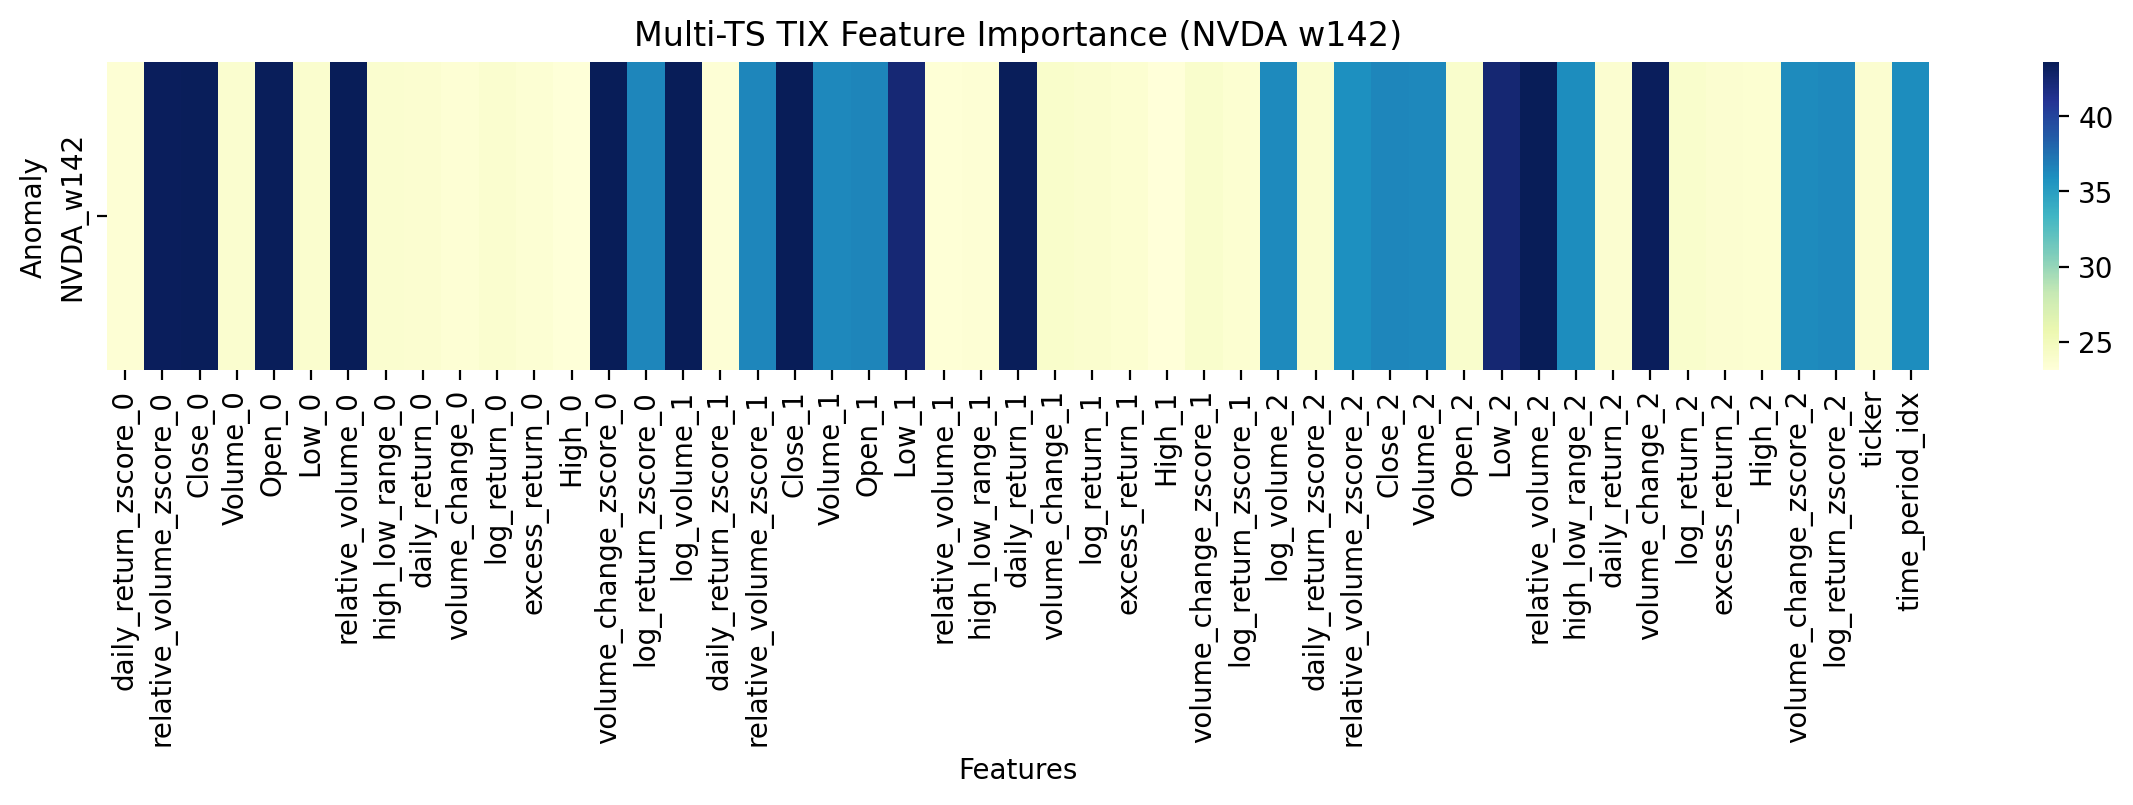 Multi-TS TIX Feature Importance (NVDA w142)
Anomaly
NVDA_w142
40
35
30
25
daily_return_zscore_0
relative_volume_zscore_0
Close_0
Volume_0
Open_0
Low_0
relative_volume_0
high_low_range_0
daily_return_0
volume_change_0
log_return_0
excess_return_0
High_0
volume_change_zscore_0
log_return_zscore_0
log_volume_1
daily_return_zscore_1
relative_volume_zscore_1
Close_1
Volume_1
Open_1
Low_1
relative_volume_1
high_low_range_1
daily_return_1
volume_change_1
log_return_1
excess_return_1
High_1
volume_change_zscore_1
log_return_zscore_1
log_volume_2
daily_return_zscore_2
relative_volume_zscore_2
Close_2
Volume_2
Open_2
Low_2
relative_volume_2
high_low_range_2
daily_return_2
volume_change_2
log_return_2
excess_return_2
High_2
volume_change_zscore_2
log_return_zscore_2
ticker
time_period_idx
Features